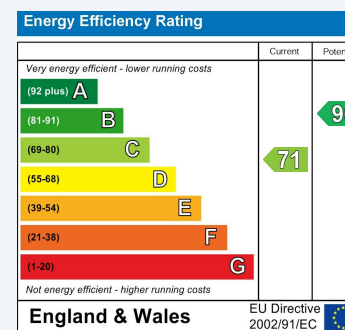 Energy Efficiency Rating
Current
Very energy efficient - lower running costs
(92 plus) A
(81-91) B
(69-80) C
71
(55-68) D
(39-54) E
(21-38) F
(1-20) G
Not energy efficient - higher running costs
England & Wales
EU Directive
2002/91/EC